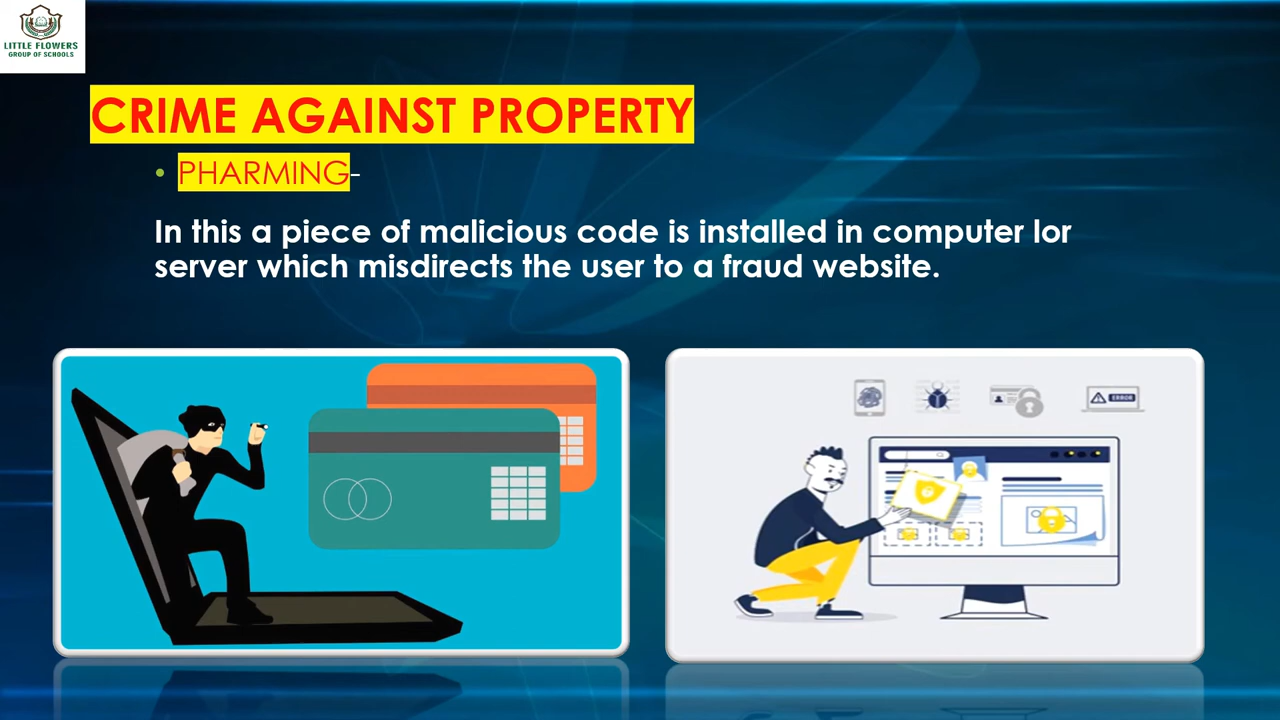 LITTLE FLOWERS
GROUP OF SCHOOLS
CRIME AGAINST PROPERTY
• PHARMING-
In this a piece of malicious code is installed in computer lor
server which misdirects the user to a fraud website.
ERROR